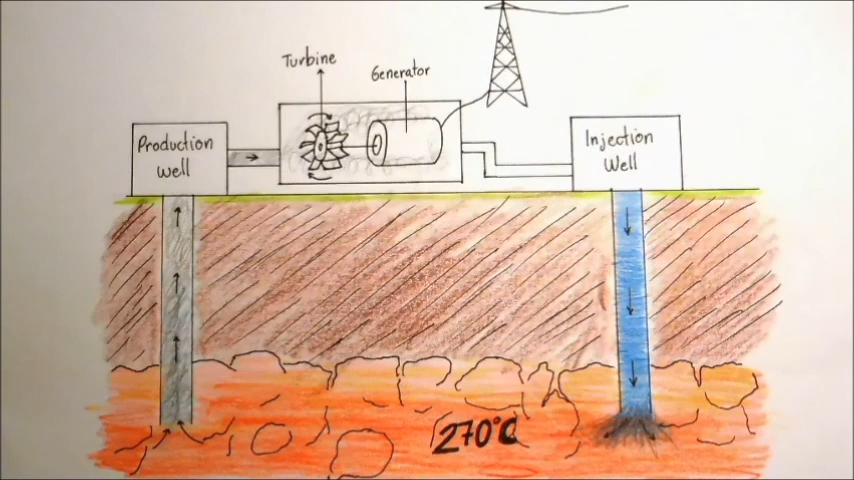 Turbine
Generator
Production
Well
Injection
Well
270°C